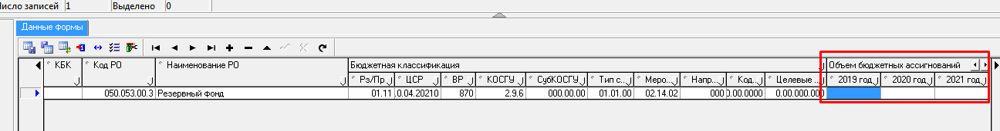 Число записей 1 Выделено 0
Данные формы
КБК Код РО Наименование РО Бюджетная классификация Объем бюджетных ассигнований
Рз/Пр ЦСР ВР КОСГУ СубКОСГУ Тип с... Меро... Напр... Код... Целевые ... 2019 год 2020 год 2021 год
050.053.00.3 Резервный фонд 01.11 0.04.20210 870 2.9.6 000.00.00 01.01.00 02.14.02 000 0.00.0000 0.00.000.000